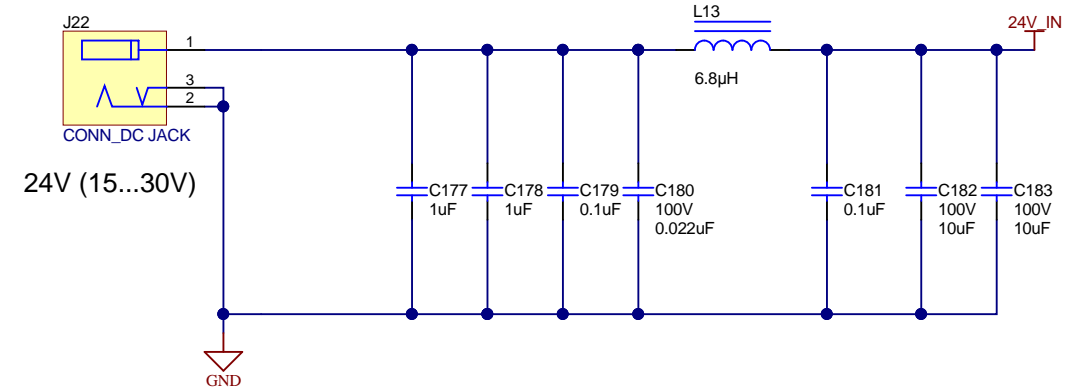 J22
L13
24V_IN
1
3
2
6.8µH
CONN_DC JACK
24V (15...30V)
C177
1uF
C178
1uF
C179
0.1uF
C180
100V
0.022uF
C181
0.1uF
C182
100V
10uF
C183
100V
10uF
GND